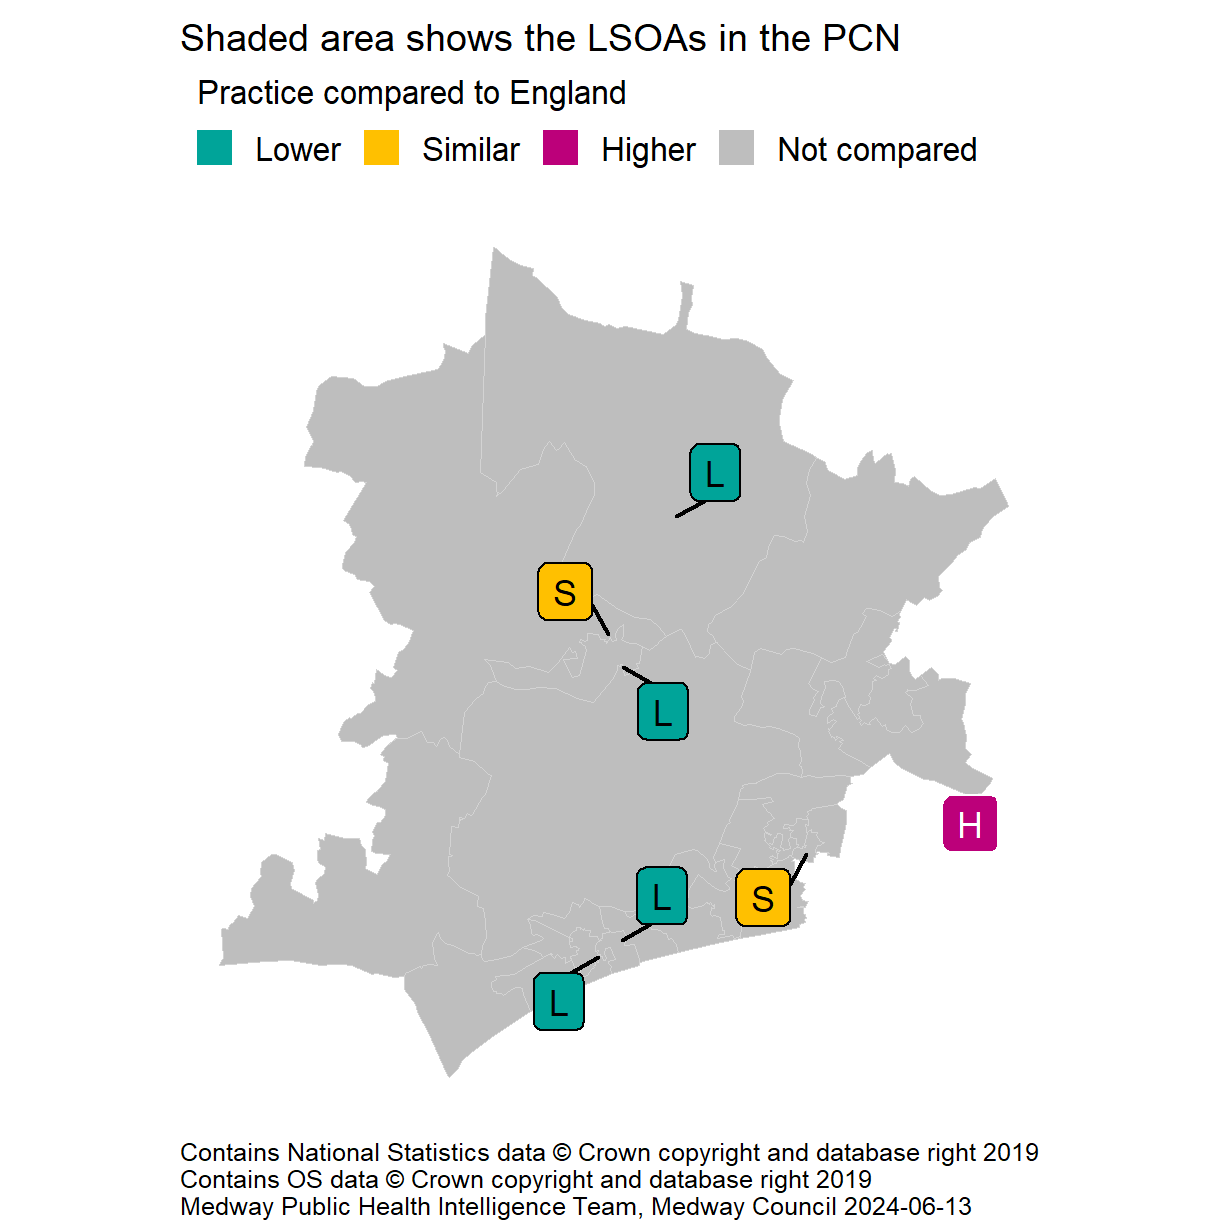 Shaded area shows the LSOAs in the PCN
Practice compared to England
Lower Similar Higher Not compared
L
S
L
H
L
S
L
Contains National Statistics data © Crown copyright and database right 2019
Contains OS data © Crown copyright and database right 2019
Medway Public Health Intelligence Team, Medway Council 2024-06-13